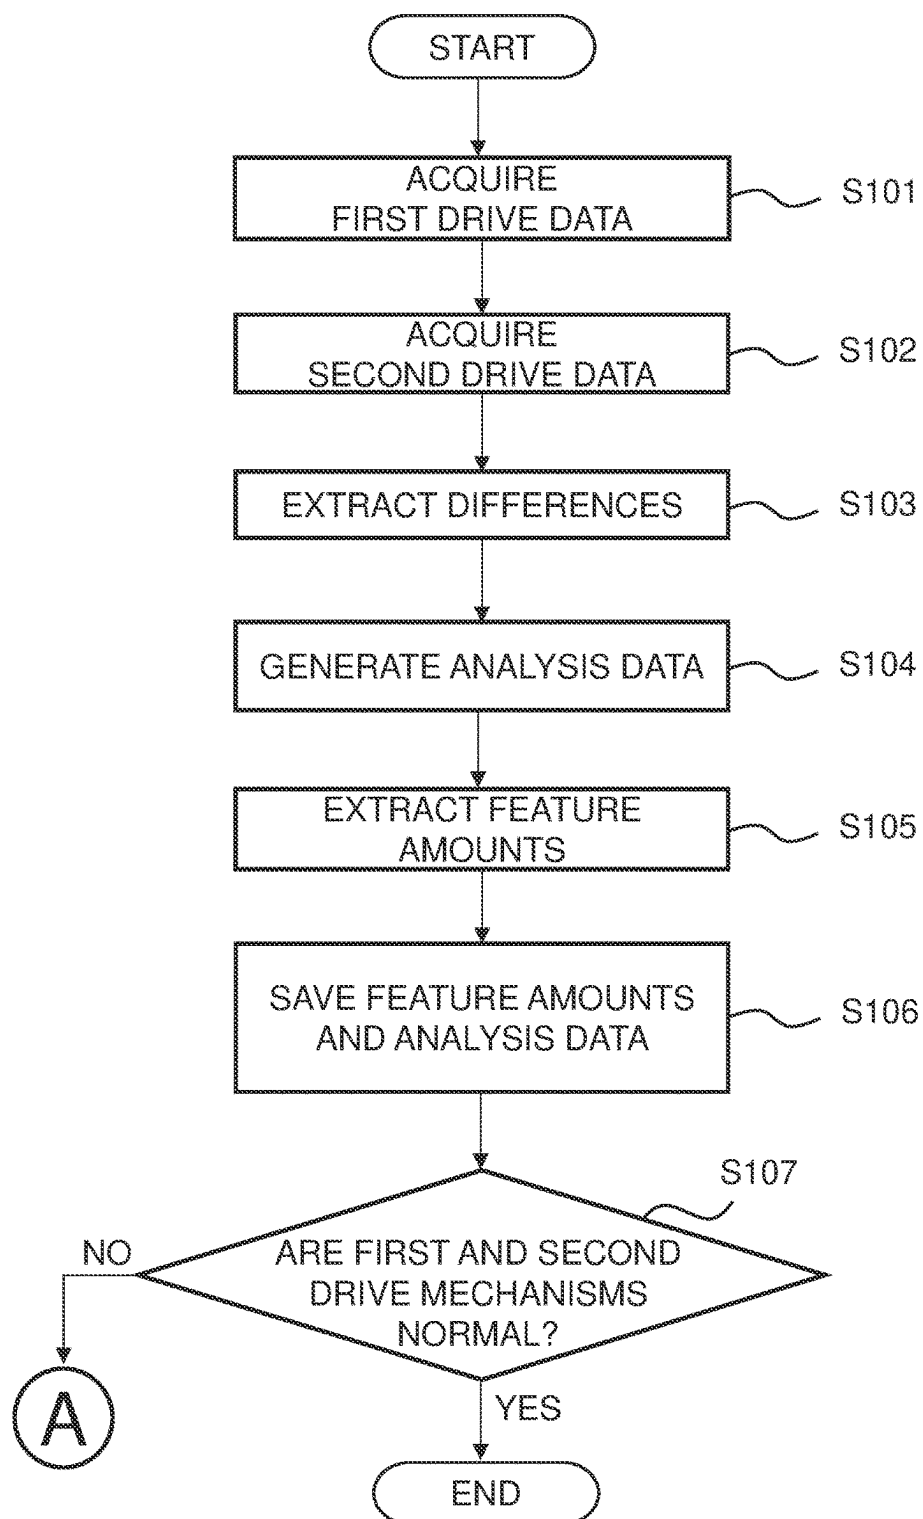 START
ACQUIRE
FIRST DRIVE DATA
S101
ACQUIRE
SECOND DRIVE DATA
S102
EXTRACT DIFFERENCES
S103
GENERATE ANALYSIS DATA
S104
EXTRACT FEATURE
AMOUNTS
S105
SAVE FEATURE AMOUNTS
AND ANALYSIS DATA
S106
S107
ARE FIRST AND SECOND
DRIVE MECHANISMS
NORMAL?
NO
A
YES
END